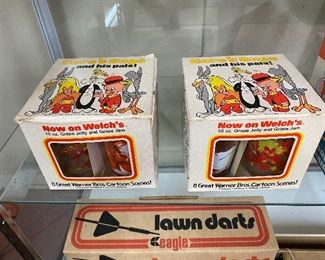 and his pals!
Now on Welch's
10 oz. Grape Jelly and Grape Jam
8 Great Warner Bros. Cartoon Scenes!
and his pals!
Now on Welch's
10 oz. Grape Jelly and Grape Jam
8 Great Warner Bros. Cartoon Scenes!
lawn darts
eagle